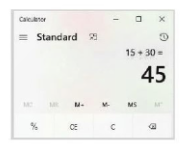 Calculator
Standard
15 + 30 =
45
MC MR M+ M- MS M˅
% CE C